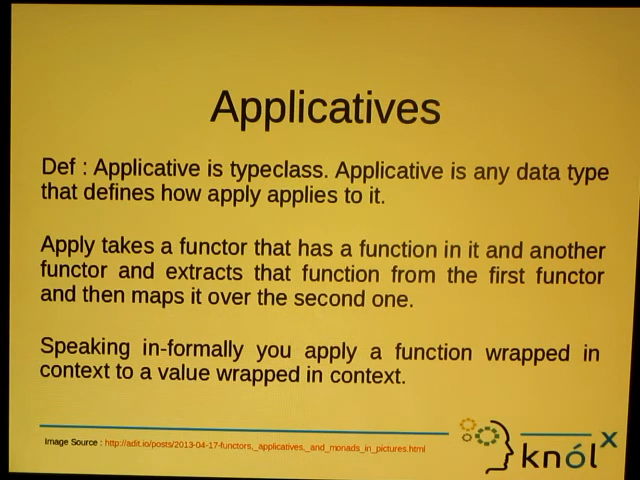 Applicatives
Def : Applicative is typeclass. Applicative is any data type
that defines how apply applies to it.
Apply takes a functor that has a function in it and another
functor and extracts that function from the first functor
and then maps it over the second one.
Speaking in-formally you apply a function wrapped in
context to a value wrapped in context.
Image Source : http://adit.io/posts/2013-04-17-functors,_applicatives,_and_monads_in_pictures.html
knólx